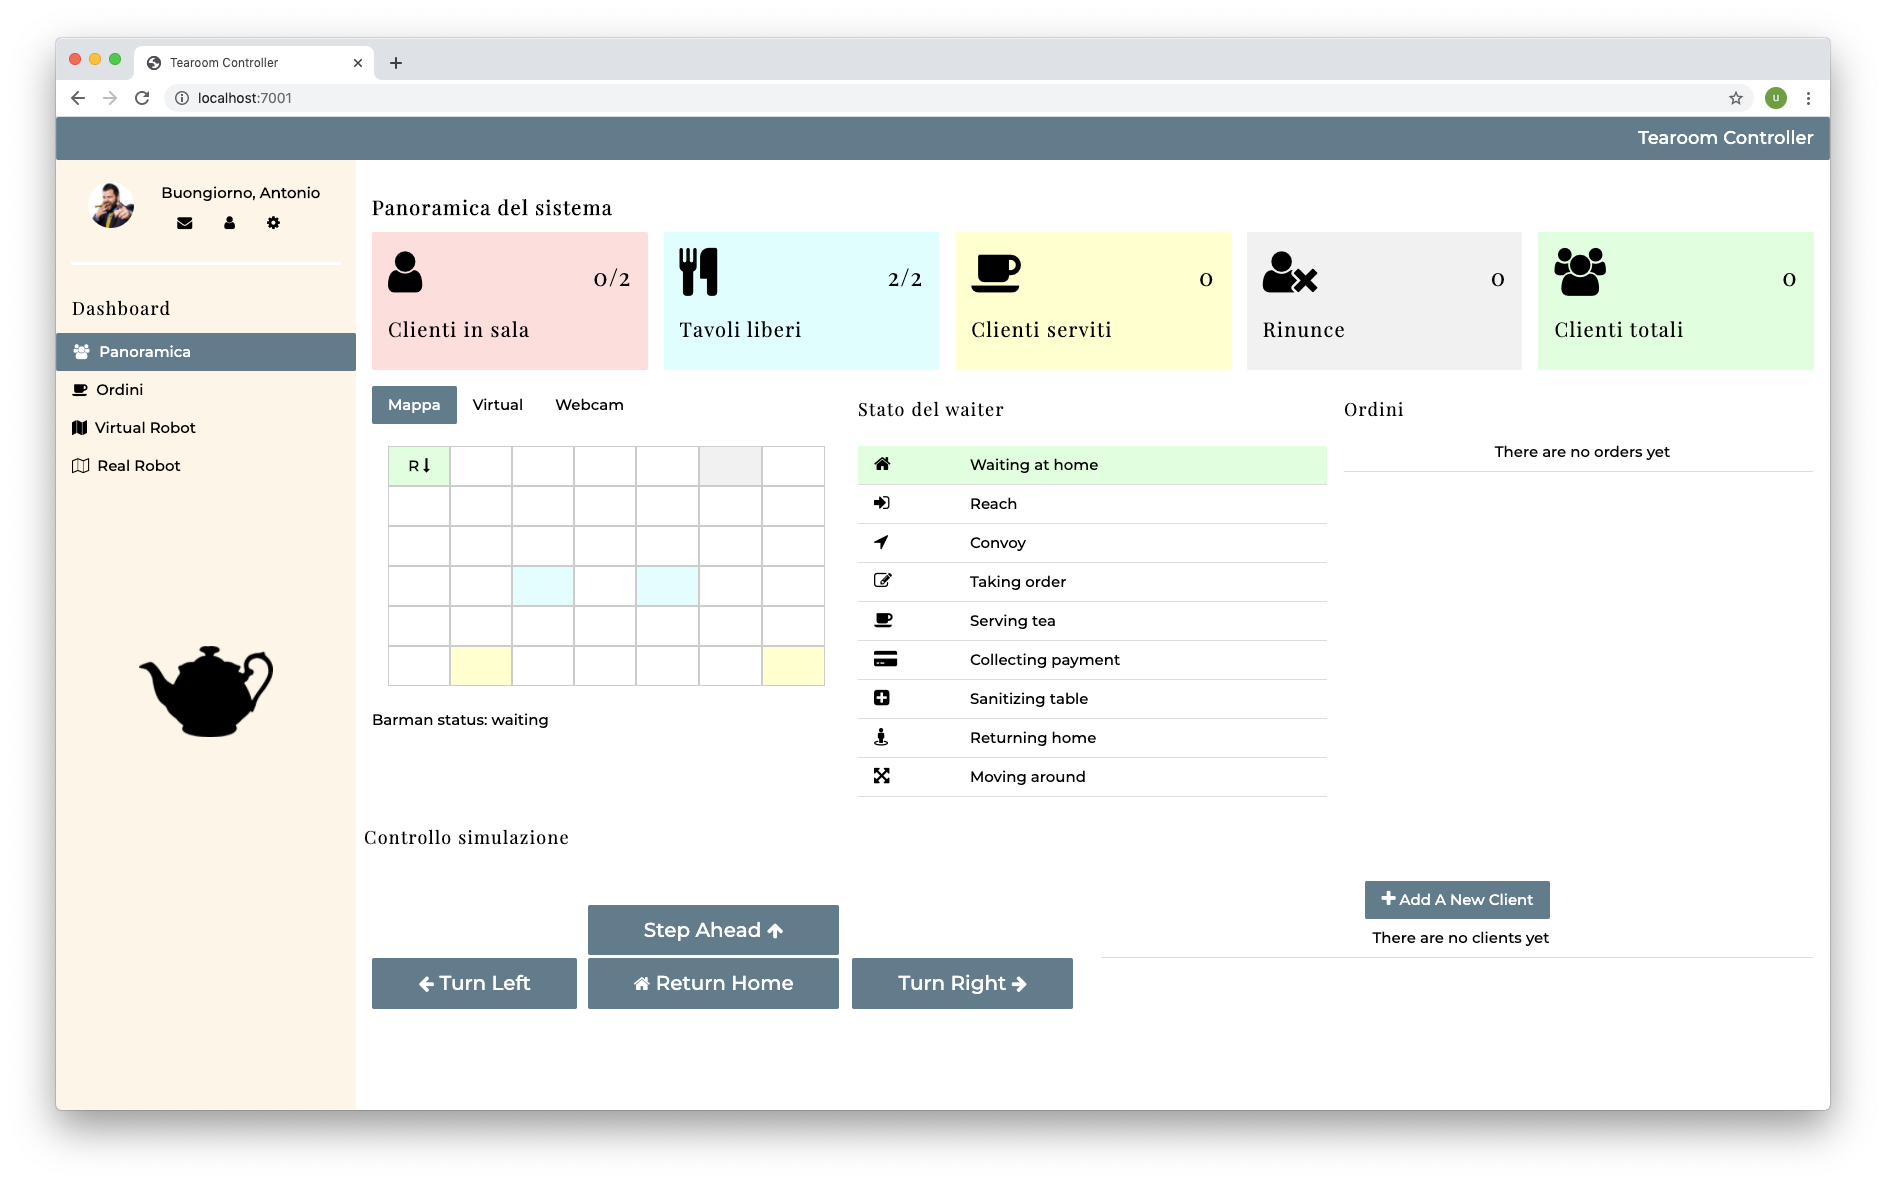 Tearoom Controller
localhost:7001
u
Tearoom Controller
Buongiorno, Antonio
Dashboard
Panoramica
Ordini
Virtual Robot
Real Robot
Panoramica del sistema
0/2
Clienti in sala
2/2
Tavoli liberi
0
Clienti serviti
0
Rinunce
0
Clienti totali
Mappa Virtual Webcam
R
Barman status: waiting
Stato del waiter
Waiting at home
Reach
Convoy
Taking order
Serving tea
Collecting payment
Sanitizing table
Returning home
Moving around
Ordini
There are no orders yet
Controllo simulazione
Step Ahead
Turn Left
Return Home
Turn Right
Add A New Client
There are no clients yet